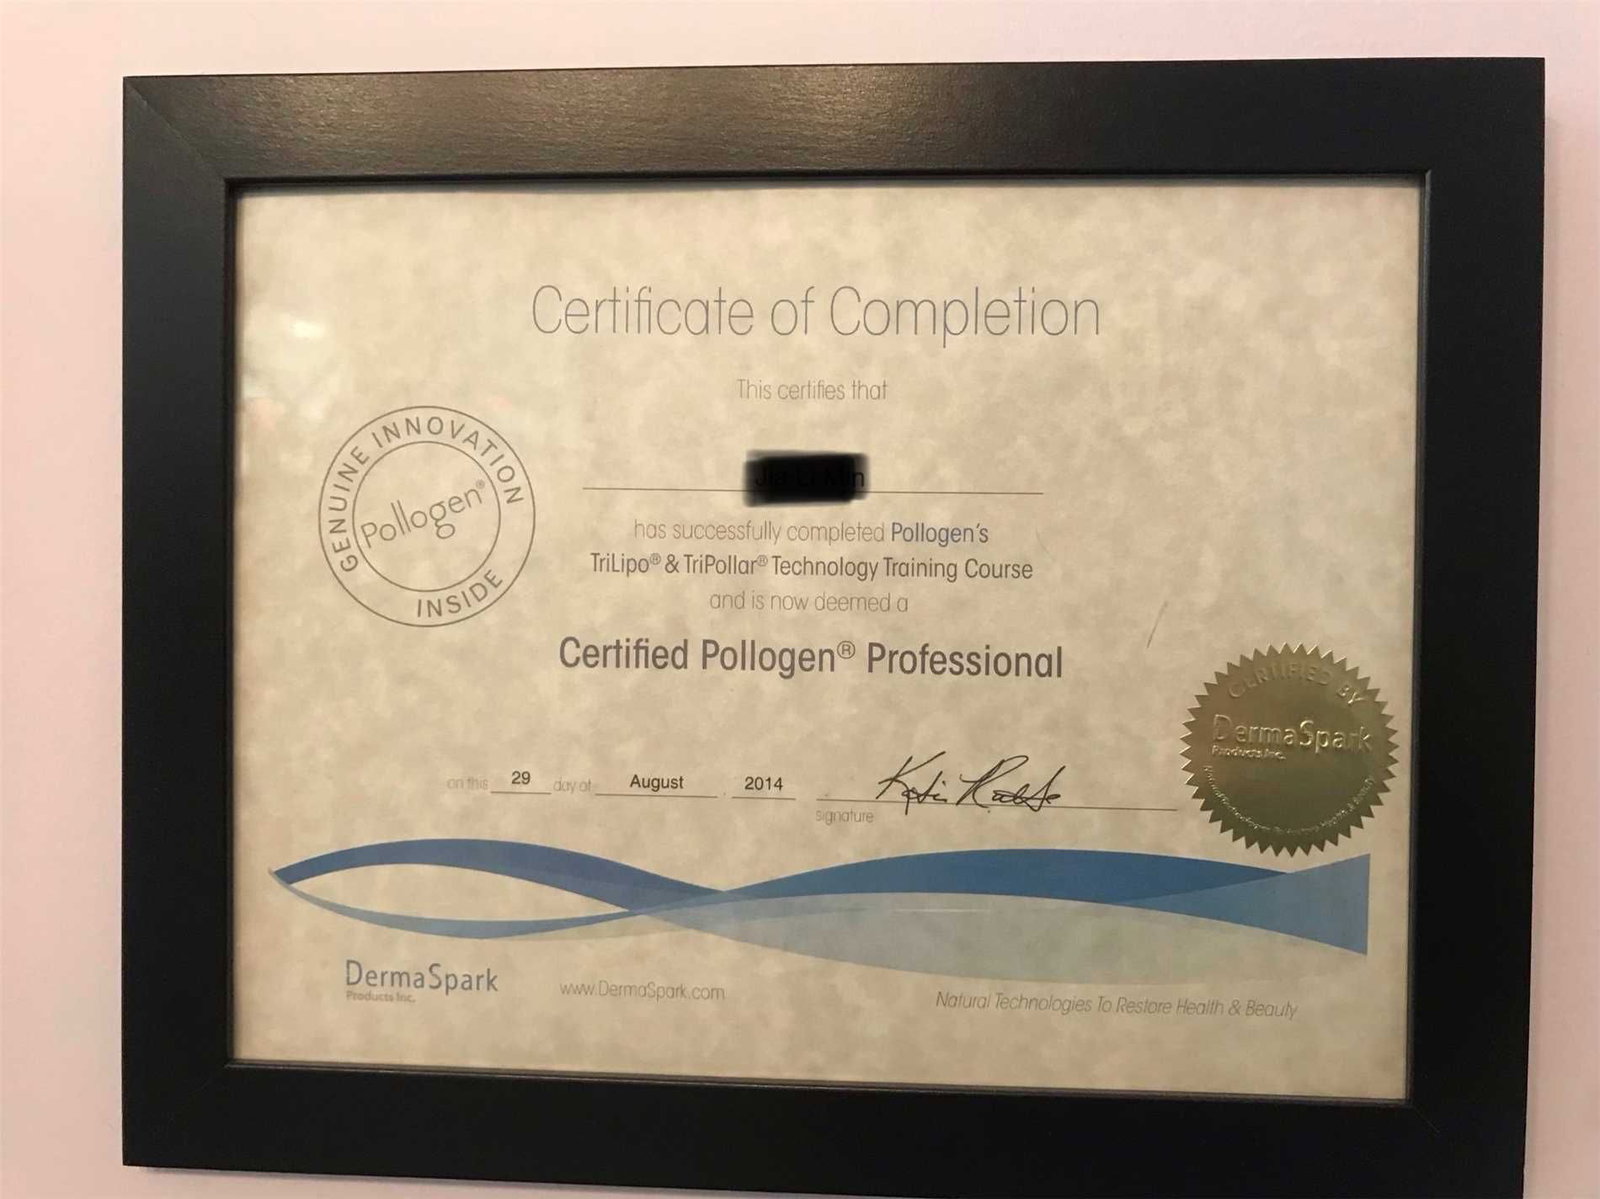 Certificate of Completion
This certifies that
has successfully completed Pollogen's
TriLipo® & TriPollar® Technology Training Course
and is now deemed a
Certified Pollogen® Professional
GENUINE INNOVATION
Pollogen®
INSIDE
CERTIFIED BY
DermaSpark
Products Inc.
on this 29 day of August 2014
signature
DermaSpark
Products Inc.
www.DermaSpark.com
Natural Technologies To Restore Health & Beauty